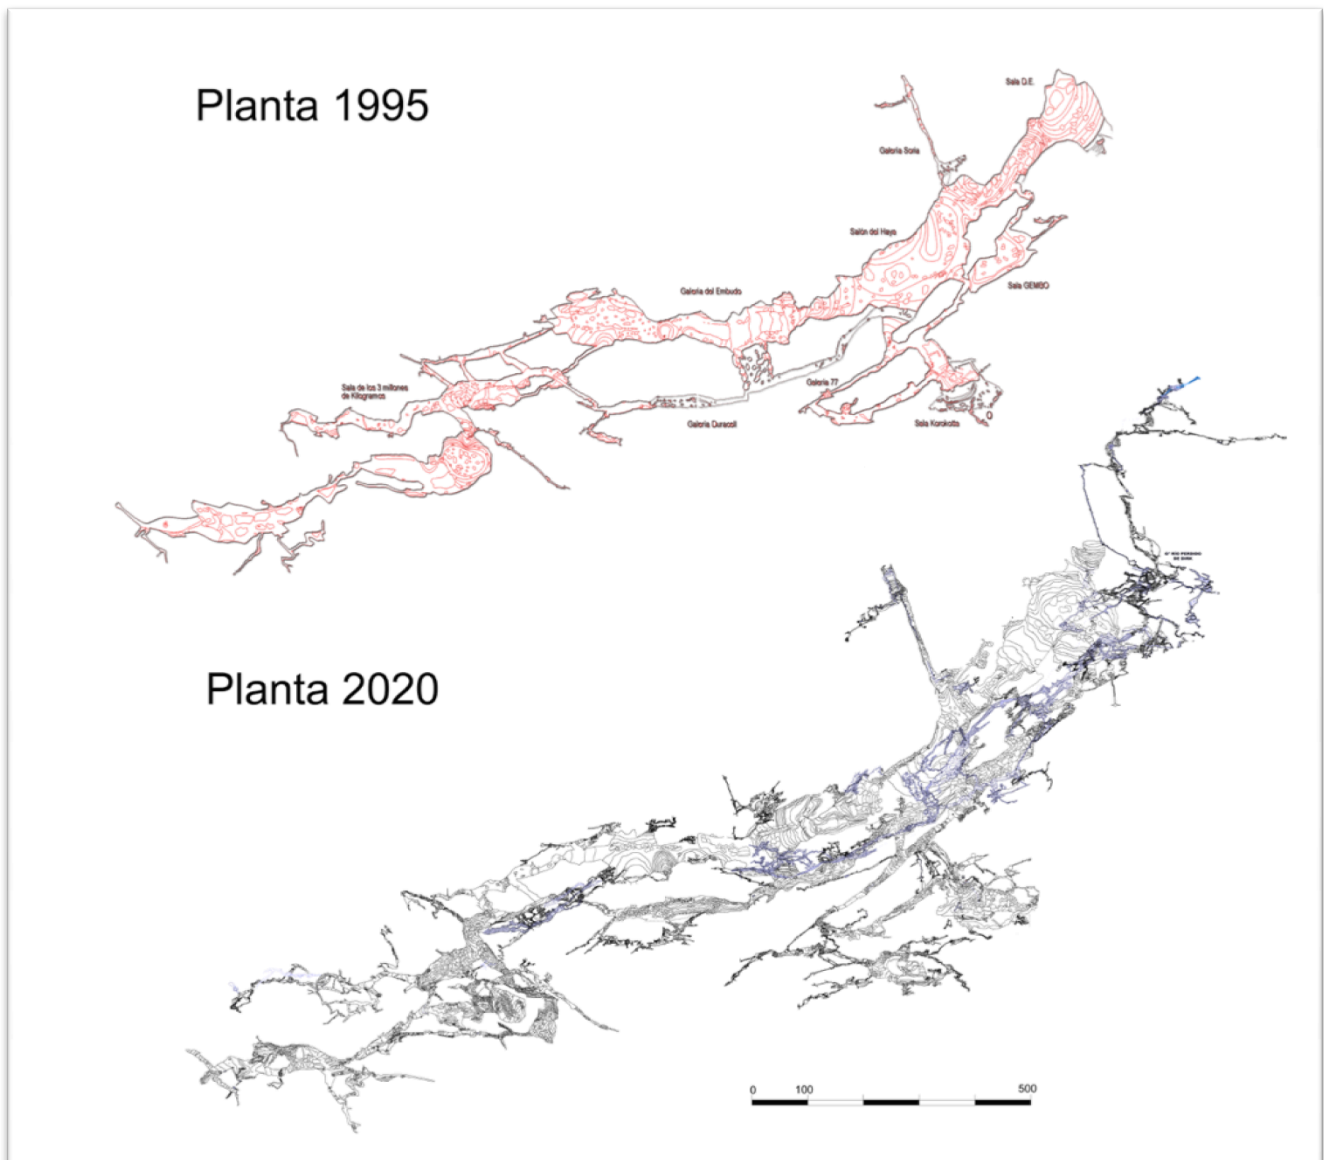 Planta 1995
Sala D.E.
Galería Soria
Salón del Haya
Sala GEMBO
Galería del Embudo
Sala de los 3 millones
de Kilogramos
Galería 77
Galería Duracell
Sala Korokotta
Planta 2020
0 100 500